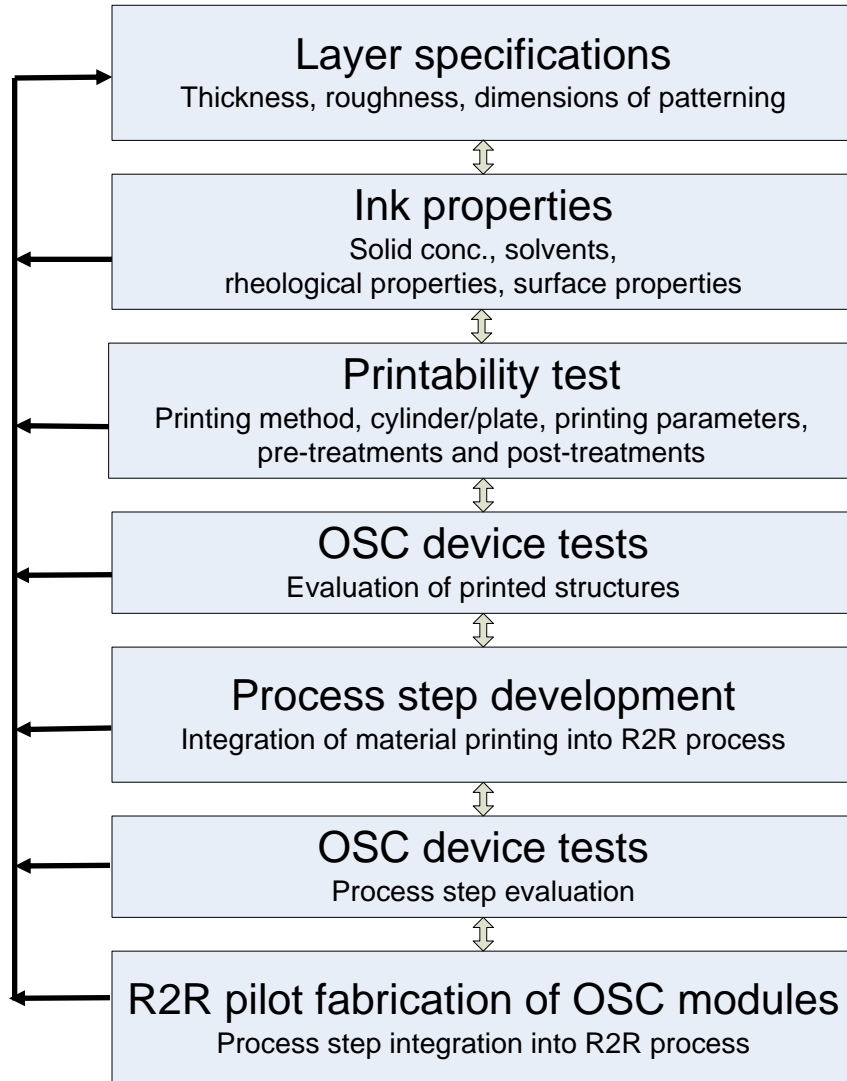 Layer specifications
Thickness, roughness, dimensions of patterning
Ink properties
Solid conc., solvents,
rheological properties, surface properties
Printability test
Printing method, cylinder/plate, printing parameters,
pre-treatments and post-treatments
OSC device tests
Evaluation of printed structures
Process step development
Integration of material printing into R2R process
OSC device tests
Process step evaluation
R2R pilot fabrication of OSC modules
Process step integration into R2R process